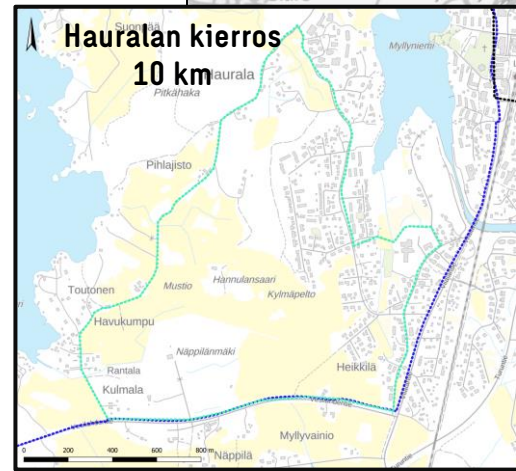 Hauralan kierros
10 km
Suonpää
Haurala
Pitkähaka
Myllyniemi
Pihlajisto
Mustio
Hannulansaari
Kylmäpelto
Toutonen
Havukumpu
Näppilänmäki
Rantala
Kulmala
Heikkilä
Myllyvainio
Näppilä
0 200 400 600 800 m